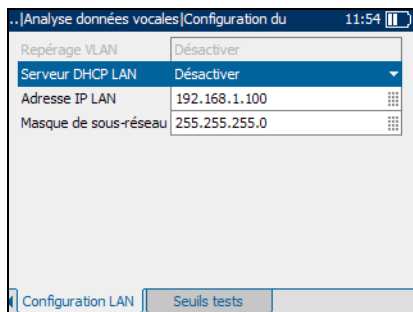 ..|Analyse données vocales|Configuration du 11:54
Repérage VLAN Désactiver
Serveur DHCP LAN Désactiver
Adresse IP LAN 192.168.1.100
Masque de sous-réseau 255.255.255.0
Configuration LAN Seuils tests